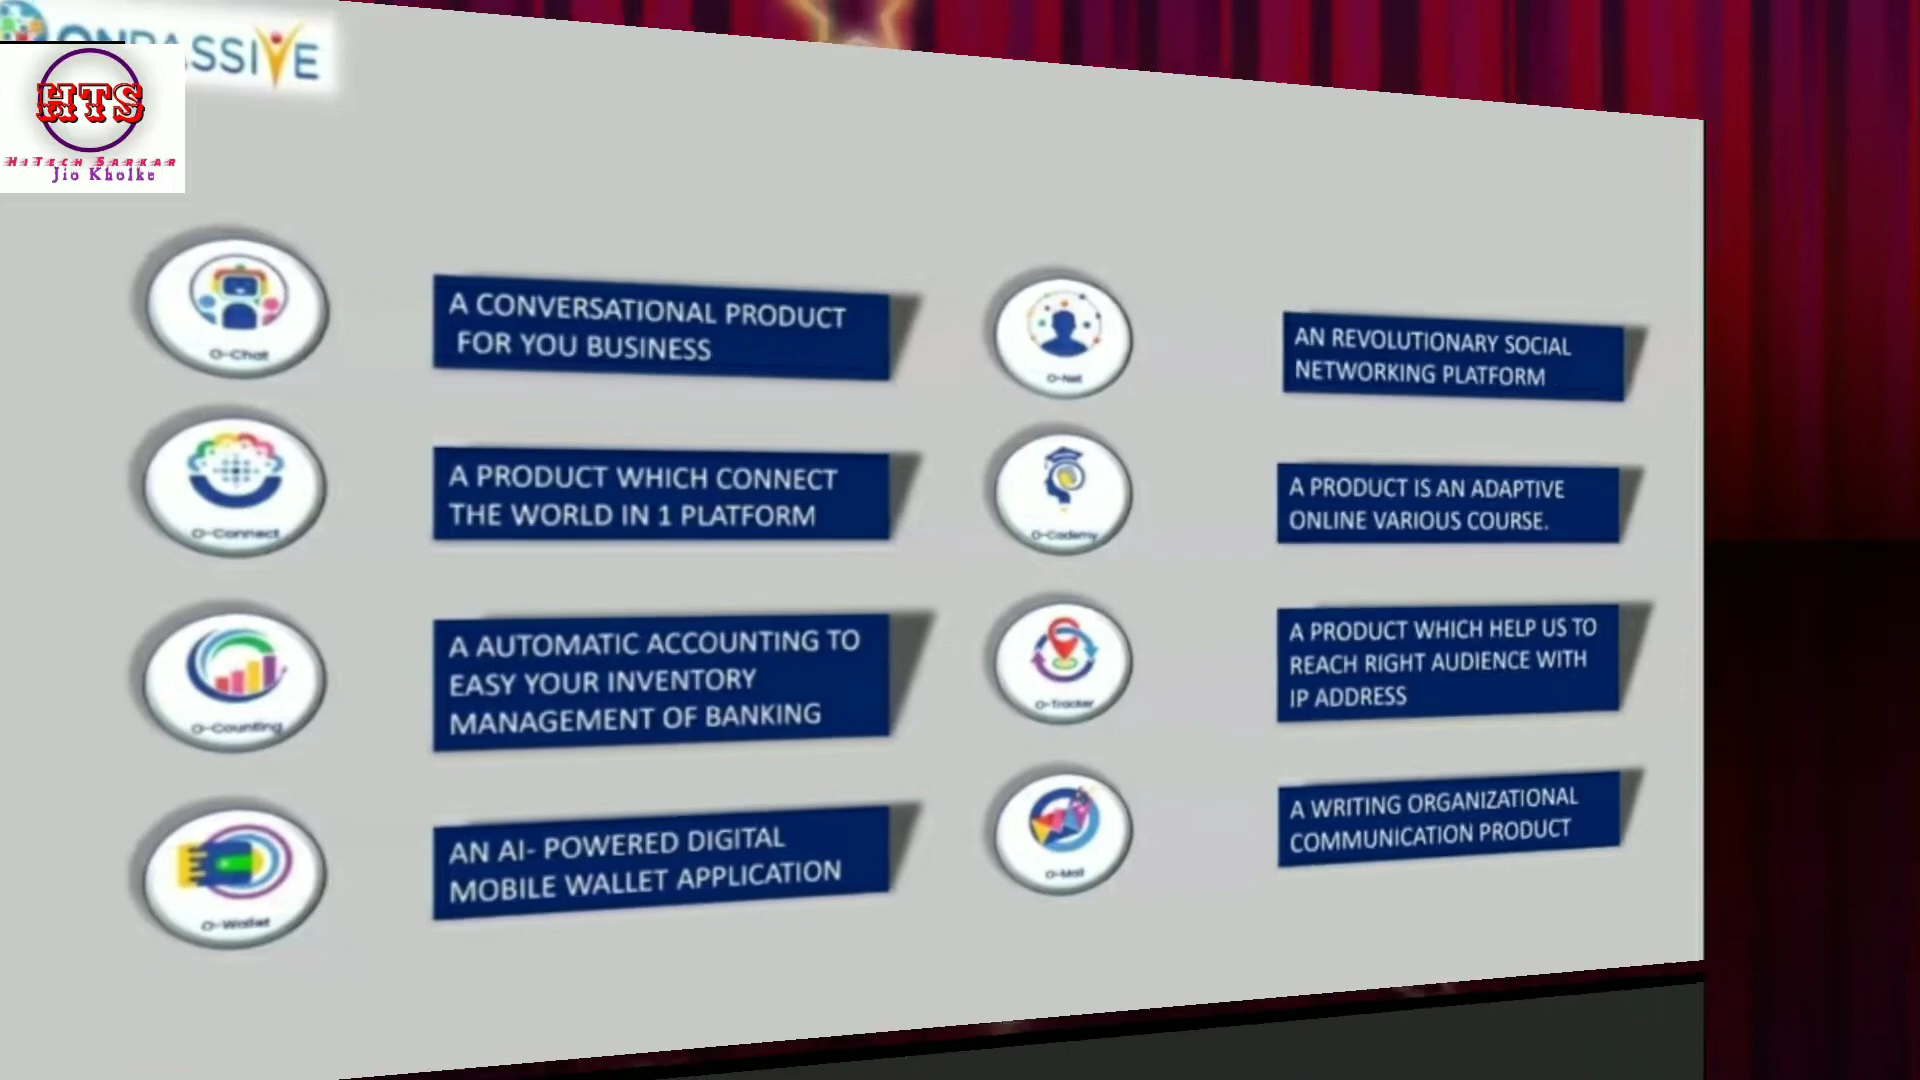 ONPASSIVE
HTS
HiTech Sarkar
Jio Kholke
O-Chat
A CONVERSATIONAL PRODUCT
FOR YOU BUSINESS
O-Connect
A PRODUCT WHICH CONNECT
THE WORLD IN 1 PLATFORM
O-Counting
A AUTOMATIC ACCOUNTING TO
EASY YOUR INVENTORY
MANAGEMENT OF BANKING
O-Wallet
AN AI- POWERED DIGITAL
MOBILE WALLET APPLICATION
O-Net
AN REVOLUTIONARY SOCIAL
NETWORKING PLATFORM
O-Cademy
A PRODUCT IS AN ADAPTIVE
ONLINE VARIOUS COURSE.
O-Tracker
A PRODUCT WHICH HELP US TO
REACH RIGHT AUDIENCE WITH
IP ADDRESS
O-Mail
A WRITING ORGANIZATIONAL
COMMUNICATION PRODUCT